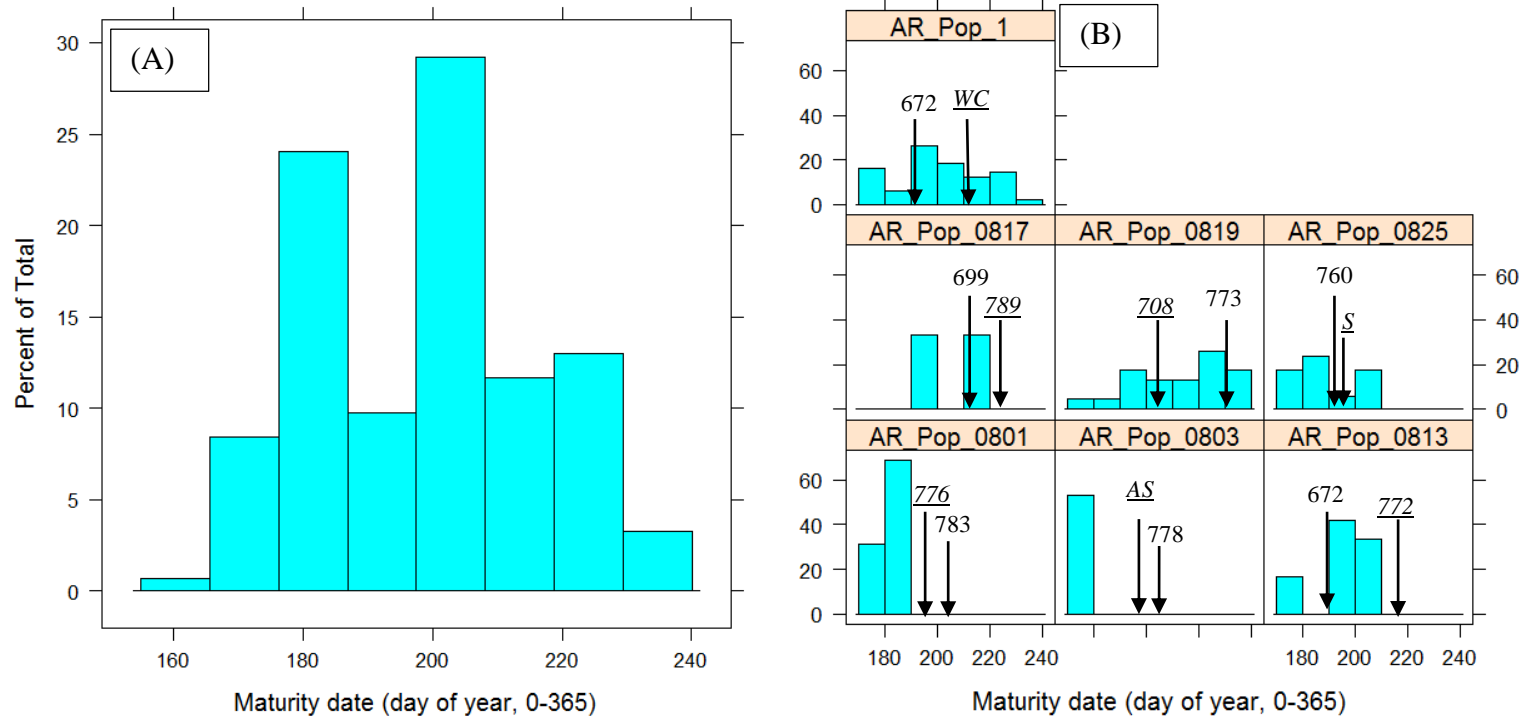 (A)
30
25
20
15
10
5
0
Percent of Total
160 180 200 220 240
Maturity date (day of year, 0-365)
(B)
AR_Pop_1
60
40
20
0
672 WC
AR_Pop_0817 AR_Pop_0819 AR_Pop_0825
699
789
708 773
760
S
60
40
20
0
AR_Pop_0801 AR_Pop_0803 AR_Pop_0813
60
40
20
0
776
783
AS
778
672 772
180 200 220 240 180 200 220 240
Maturity date (day of year, 0-365)